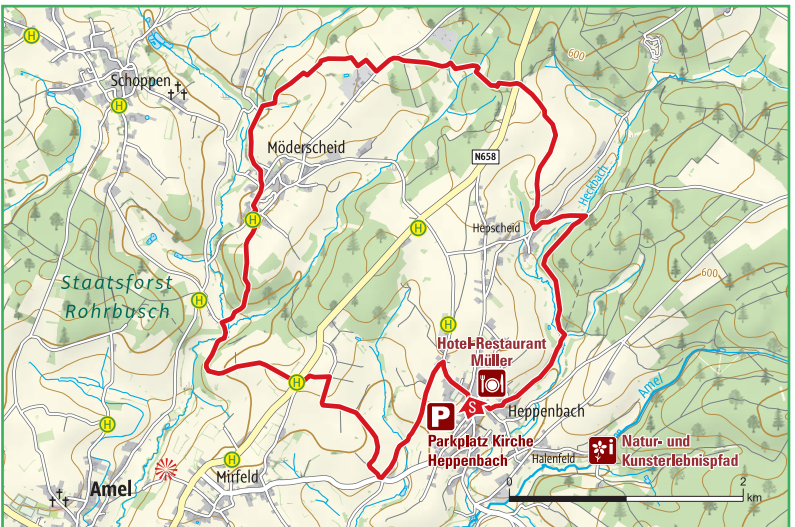 H
Schoppen
H
600
Möderscheid
N658
Heckbach
H
H
Hepscheid
600
Staatsforst
Rohrbusch
H
H
Hotel-Restaurant
Müller
Amel
H
S
P
Heppenbach
H
Parkplatz Kirche
Heppenbach
i
Natur- und
Kunsterlebnispfad
Halenfeld
H
Mirfeld
Amel
0
2
km